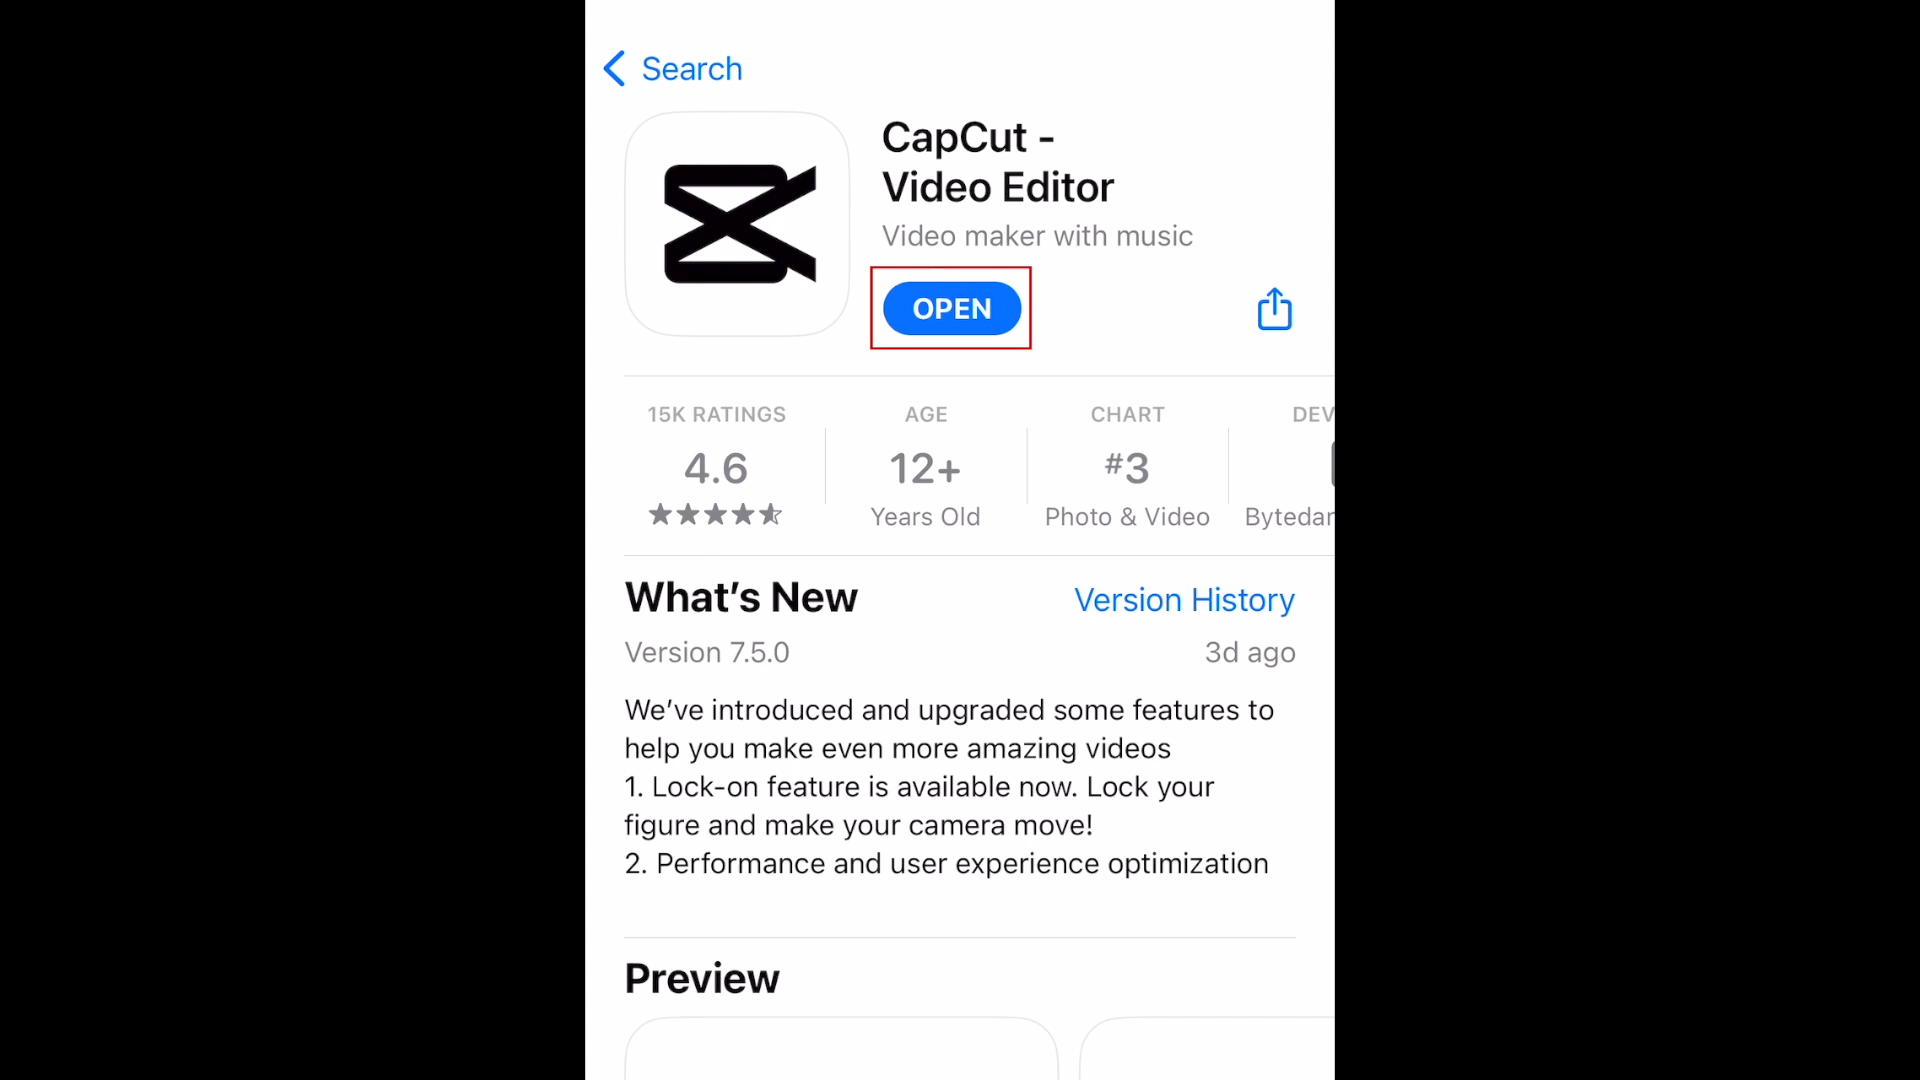 Search
CapCut -
Video Editor
Video maker with music
OPEN
15K RATINGS
4.6
AGE
12+
Years Old
CHART
#3
Photo & Video
DEV
Bytedan
What's New
Version History
Version 7.5.0
3d ago
We've introduced and upgraded some features to
help you make even more amazing videos
1. Lock-on feature is available now. Lock your
figure and make your camera move!
2. Performance and user experience optimization
Preview